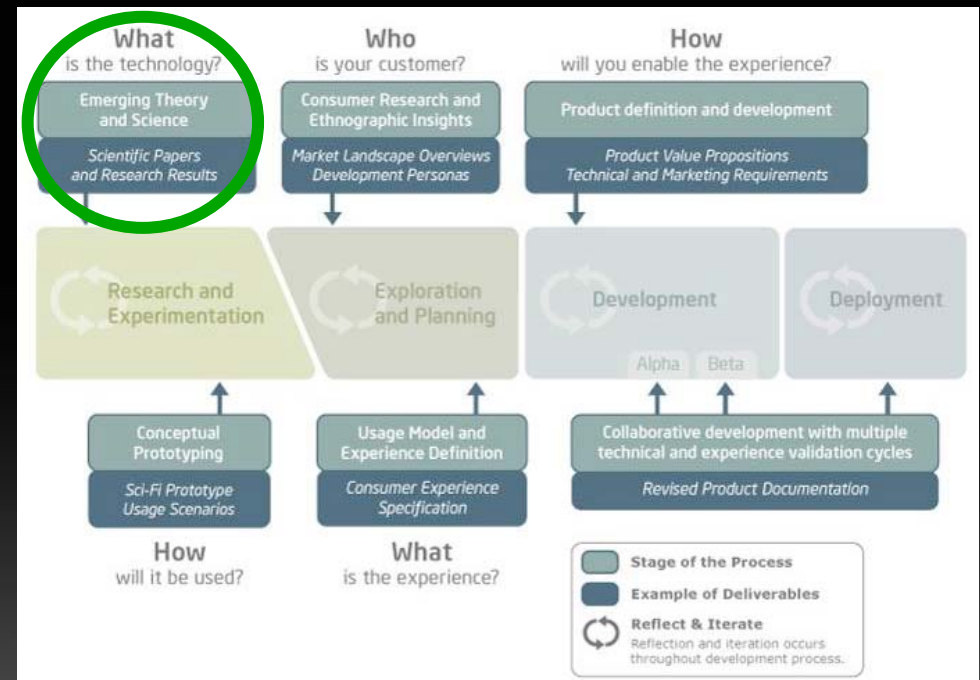 What
is the technology?
Emerging Theory
and Science
Scientific Papers
and Research Results
Who
is your customer?
Consumer Research and
Ethnographic Insights
Market Landscape Overviews
Development Personas
How
will you enable the experience?
Product definition and development
Product Value Propositions
Technical and Marketing Requirements
Research and
Experimentation
Exploration
and Planning
Development
Alpha
Beta
Deployment
Conceptual
Prototyping
Sci-Fi Prototype
Usage Scenarios
How
will it be used?
Usage Model and
Experience Definition
Consumer Experience
Specification
What
is the experience?
Collaborative development with multiple
technical and experience validation cycles
Revised Product Documentation
Stage of the Process
Example of Deliverables
Reflect & Iterate
Reflection and iteration occurs
throughout development process.